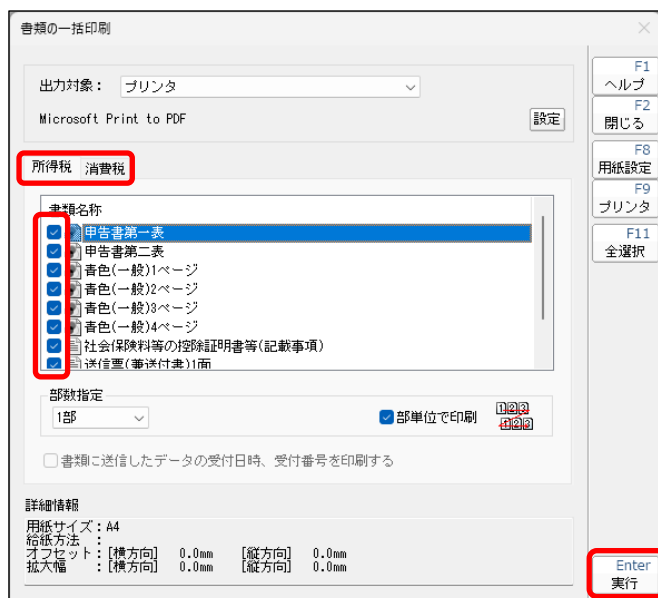 書類の一括印刷
出力対象： プリンタ
Microsoft Print to PDF
設定
所得税 消費税
書類名称
申告書第一表
申告書第二表
青色(一般)1ページ
青色(一般)2ページ
青色(一般)3ページ
青色(一般)4ページ
社会保険料等の控除証明書等(記載事項)
送信票(兼送付書)1面
部数指定
1部
部単位で印刷
123
123
書類に送信したデータの受付日時、受付番号を印刷する
詳細情報
用紙サイズ：A4
給紙方法 ：
オフセット：[横方向] 0.0mm [縦方向] 0.0mm
拡大幅 ：[横方向] 0.0mm [縦方向] 0.0mm
F1
ヘルプ
F2
閉じる
F8
用紙設定
F9
プリンタ
F11
全選択
Enter
実行